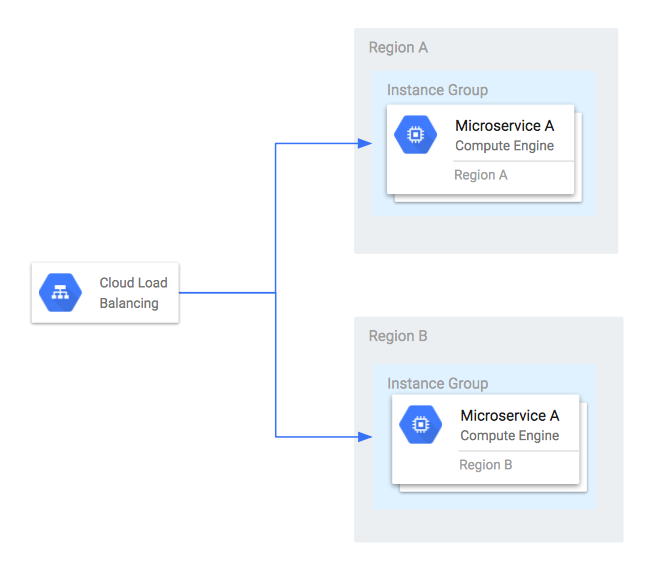 Region A
Instance Group
Microservice A
Compute Engine
Region A
Cloud Load
Balancing
Region B
Instance Group
Microservice A
Compute Engine
Region B